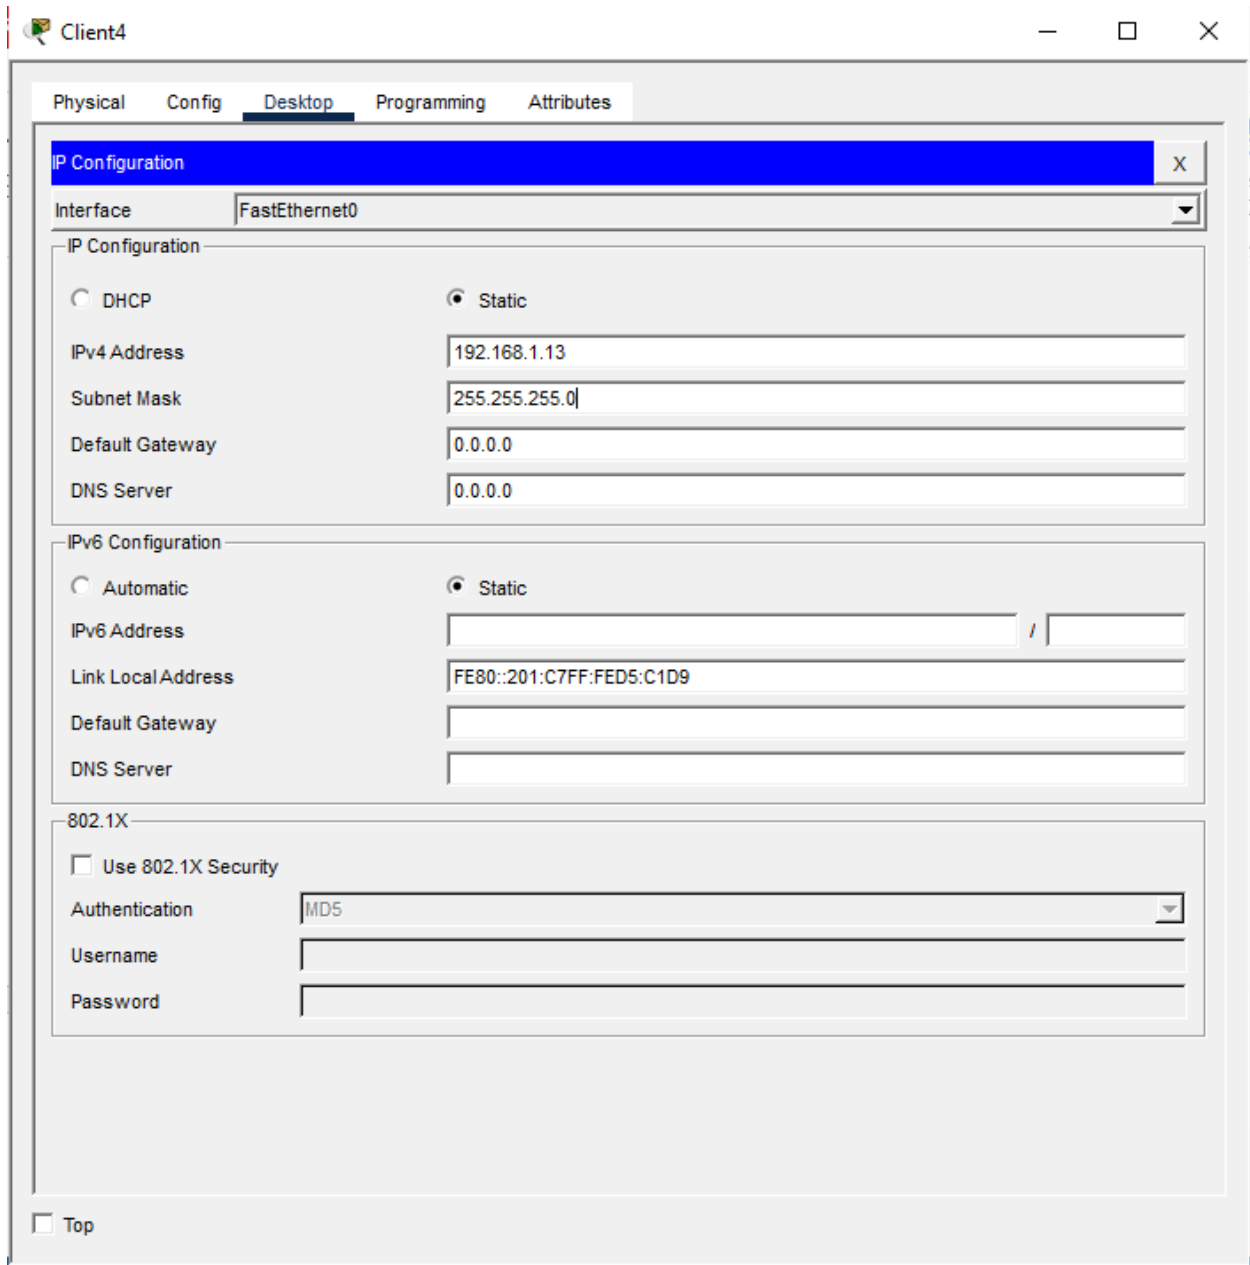 Client4
Physical Config Desktop Programming Attributes
IP Configuration X
Interface FastEthernet0
IP Configuration
DHCP Static
IPv4 Address 192.168.1.13
Subnet Mask 255.255.255.0
Default Gateway 0.0.0.0
DNS Server 0.0.0.0
IPv6 Configuration
Automatic Static
IPv6 Address /
Link Local Address FE80::201:C7FF:FED5:C1D9
Default Gateway
DNS Server
802.1X
Use 802.1X Security
Authentication MD5
Username
Password
Top